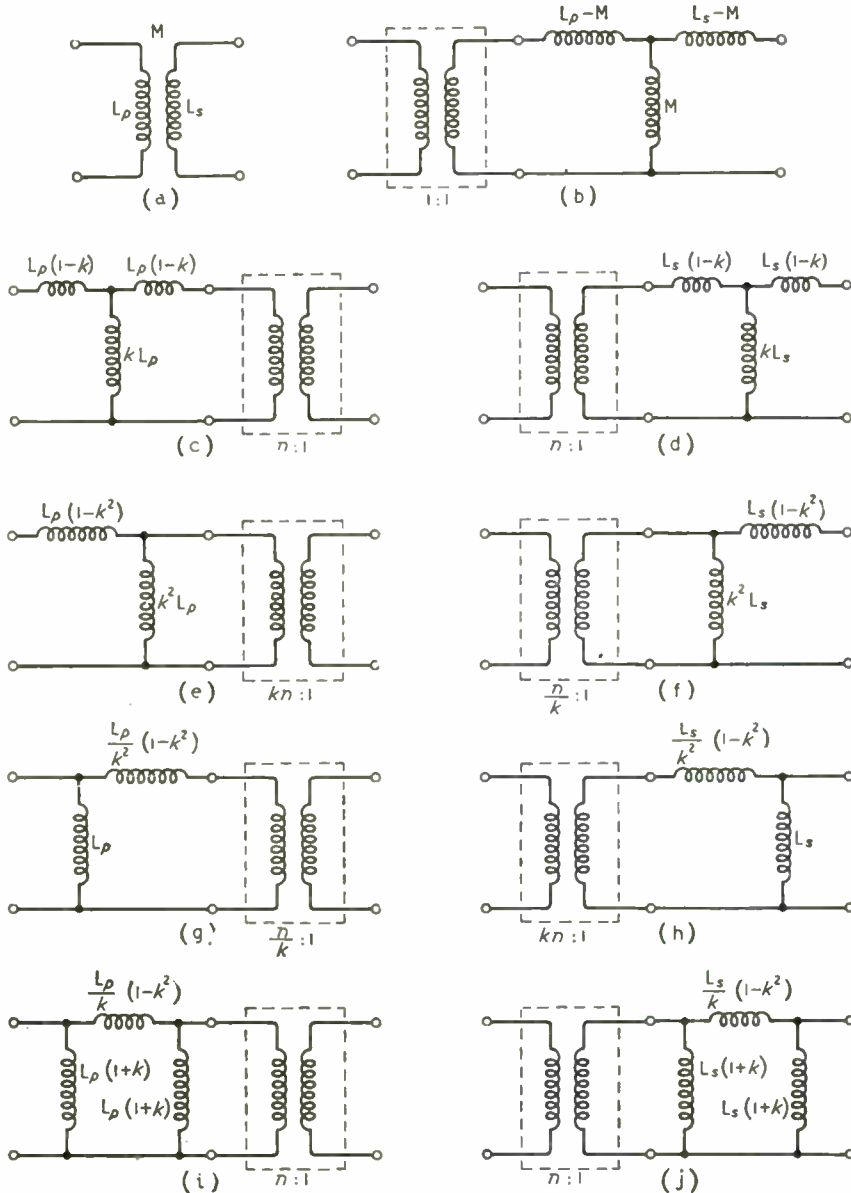 M
Lp
Ls
(a)
Lp−M
Ls−M
M
1:1
(b)
Lp(1-k)
Lp(1-k)
kLp
(c)
n:1
Ls(1-k)
Ls(1-k)
kLs
n:1
(d)
Lp(1-k²)
k²Lp
(e)
kn:1
Ls(1-k²)
k²Ls
n/k:1
(f)
Lp/k² (1-k²)
Lp
(g)
n/k:1
Ls/k² (1-k²)
Ls
kn:1
(h)
Lp/k (1-k²)
Lp(1+k)
Lp(1+k)
(i)
n:1
Ls/k (1-k²)
Ls(1+k)
Ls(1+k)
n:1
(j)